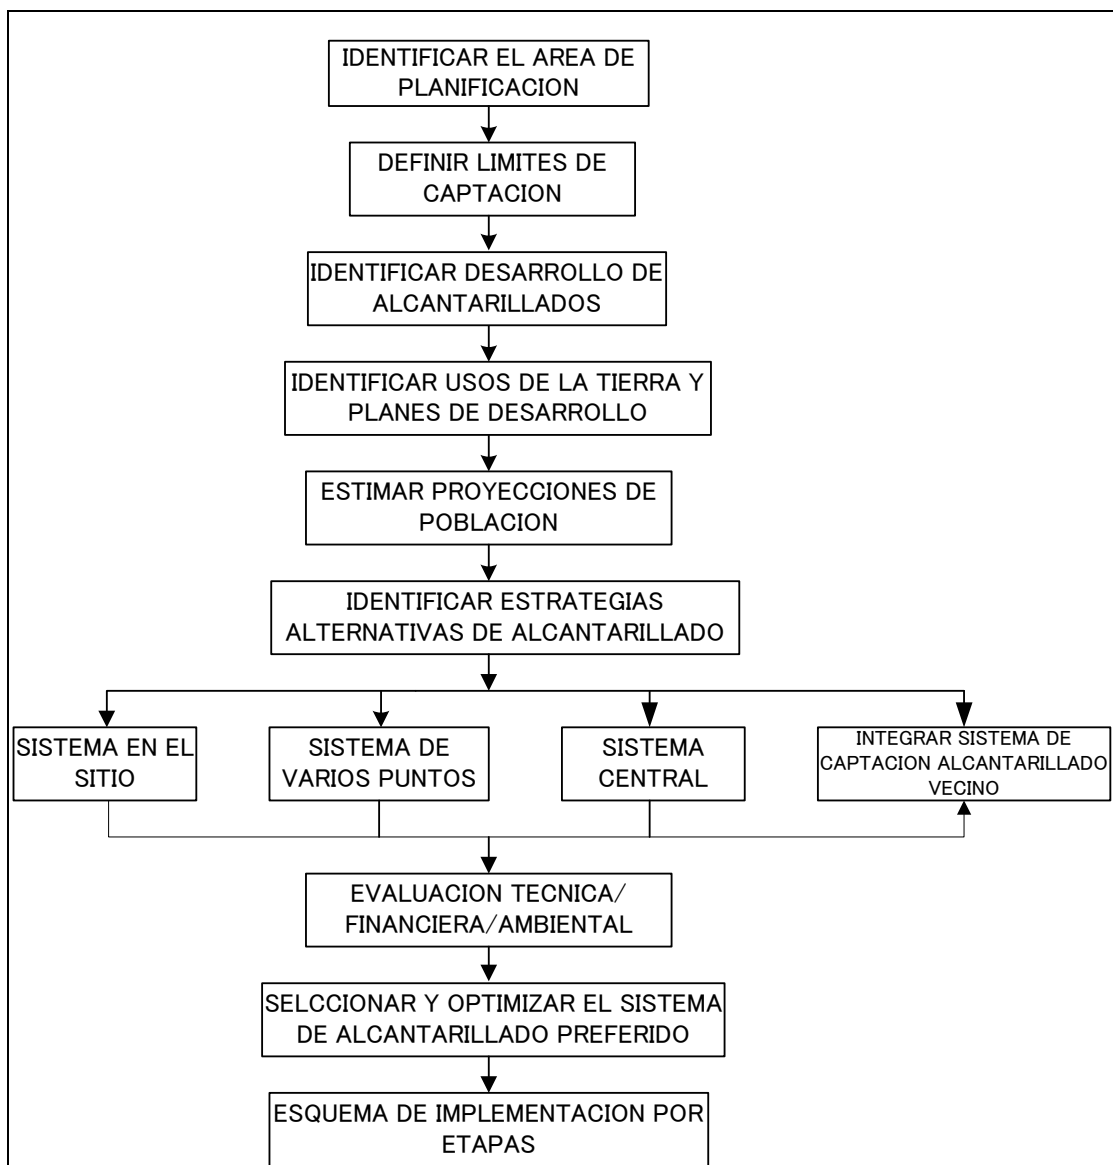 IDENTIFICAR EL AREA DE
PLANIFICACION
DEFINIR LIMITES DE
CAPTACION
IDENTIFICAR DESARROLLO DE
ALCANTARILLADOS
IDENTIFICAR USOS DE LA TIERRA Y
PLANES DE DESARROLLO
ESTIMAR PROYECCIONES DE
POBLACION
IDENTIFICAR ESTRATEGIAS
ALTERNATIVAS DE ALCANTARILLADO
SISTEMA EN EL
SITIO
SISTEMA DE
VARIOS PUNTOS
SISTEMA
CENTRAL
INTEGRAR SISTEMA DE
CAPTACION ALCANTARILLADO
VECINO
EVALUACION TECNICA/
FINANCIERA/AMBIENTAL
SELCCIONAR Y OPTIMIZAR EL SISTEMA
DE ALCANTARILLADO PREFERIDO
ESQUEMA DE IMPLEMENTACION POR
ETAPAS